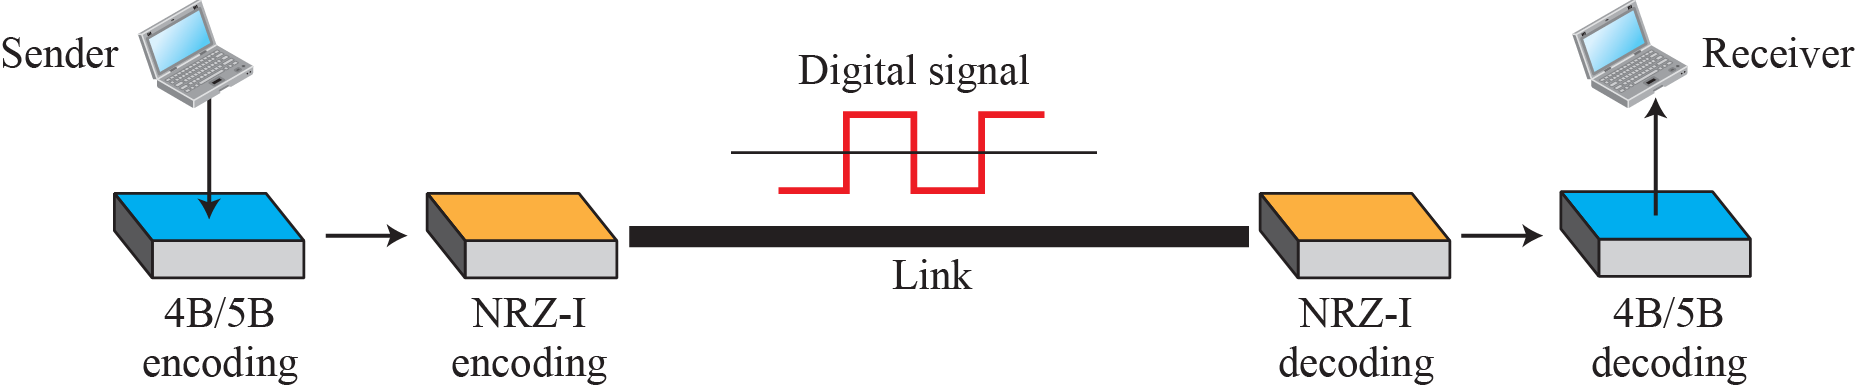 Sender
Digital signal
Receiver
Link
4B/5B
encoding
NRZ-I
encoding
NRZ-I
decoding
4B/5B
decoding